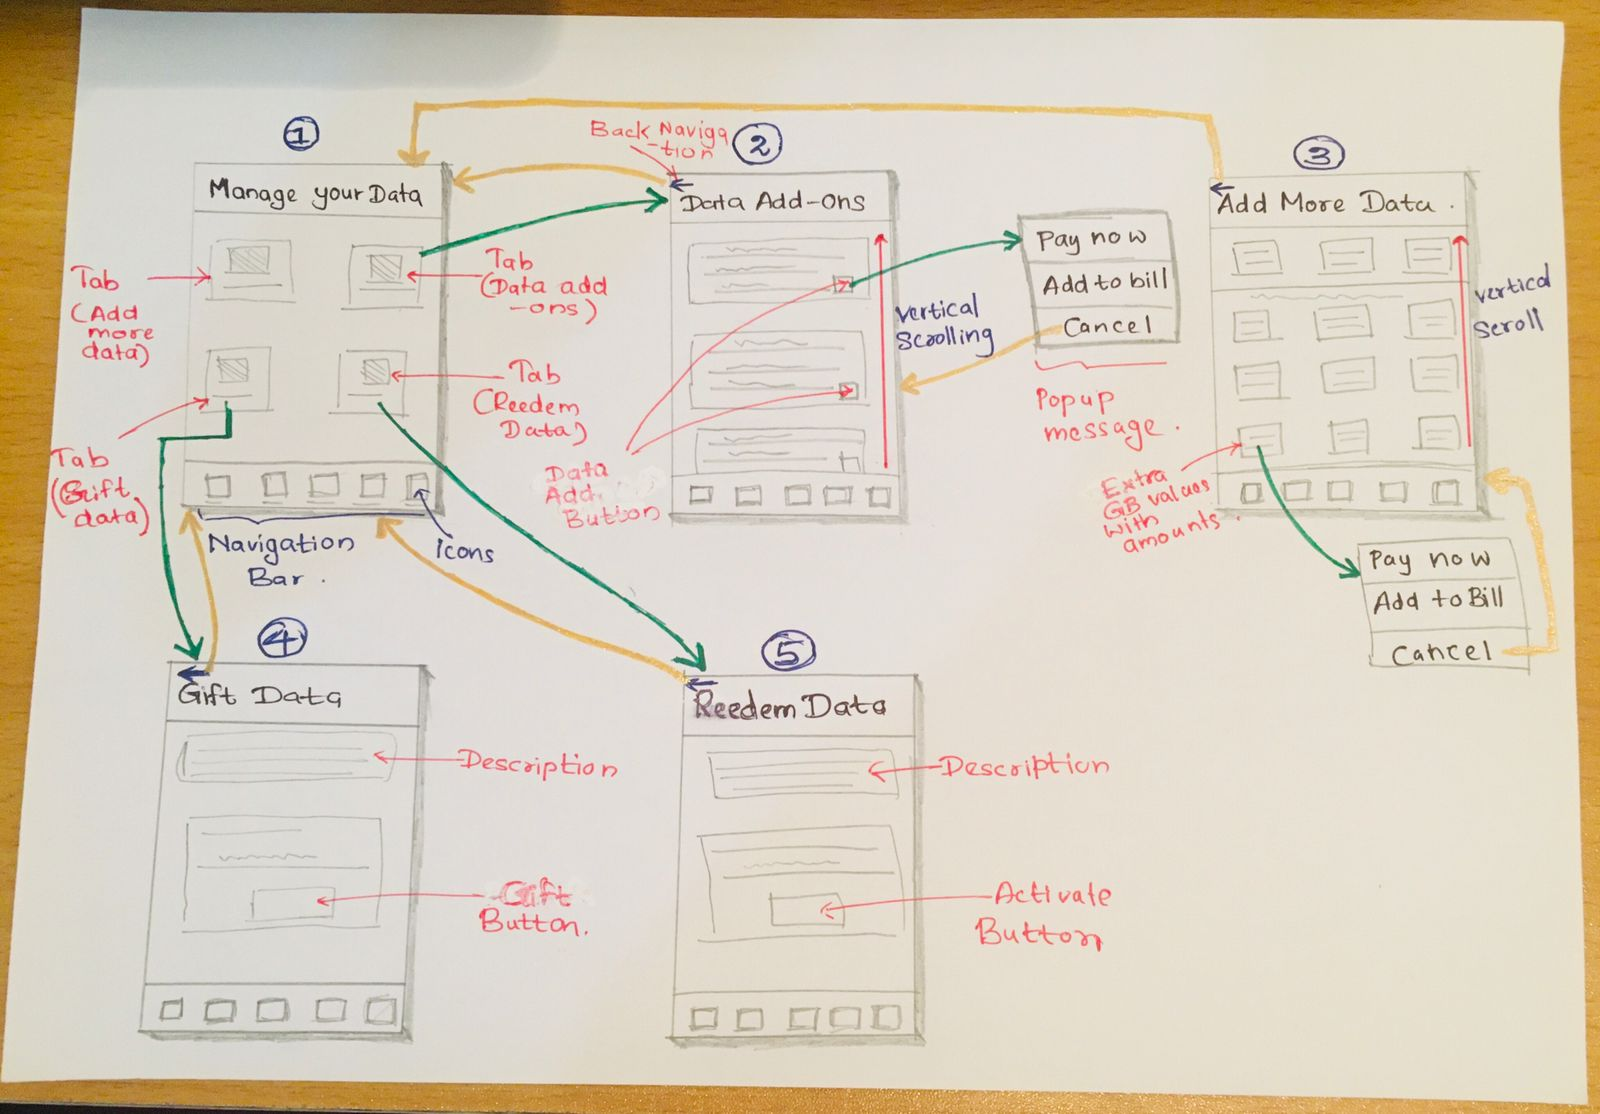 1
Manage your Data
Tab
(Add
more
data)
Tab
(Data add
-ons)
Tab
(Reedem
Data)
Tab
(Gift
data)
Navigation
Bar .
icons
Back Naviga
-tion
2
Data Add-ons
Vertical
Scrolling
Data
Add
Button
Pay now
Add to bill
Cancel
Popup
message .
3
Add More Data .
Vertical
Scroll
Extra
GB values
with
amounts .
Pay now
Add to Bill
Cancel
4
Gift Data
Description
Gift
Button.
5
Reedem Data
Description
Activate
Button